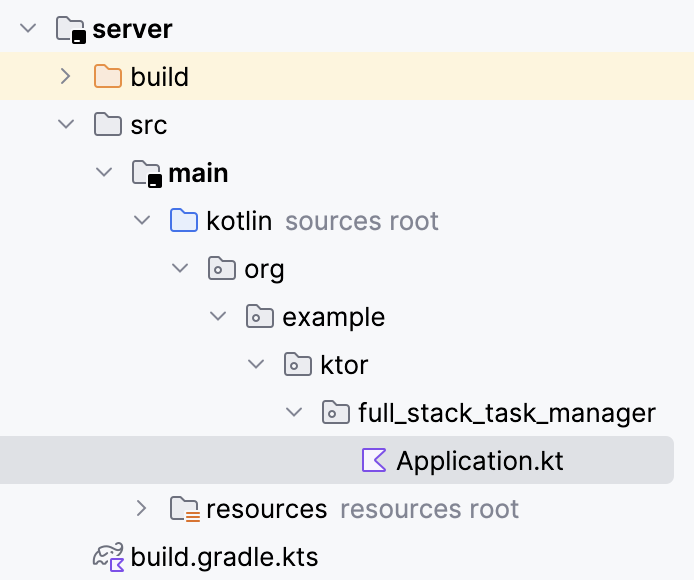 server
build
src
main
kotlin sources root
org
example
ktor
full_stack_task_manager
Application.kt
resources resources root
build.gradle.kts